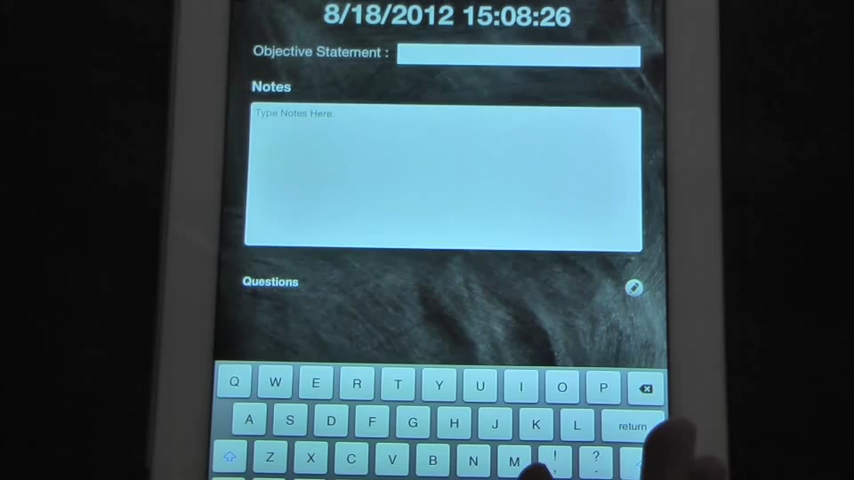 8/18/2012 15:08:26
Objective Statement :
Notes
Type Notes Here.
Questions
Q W E R T Y U I O P
A S D F G H J K L return
Z X C V B N M ! ?